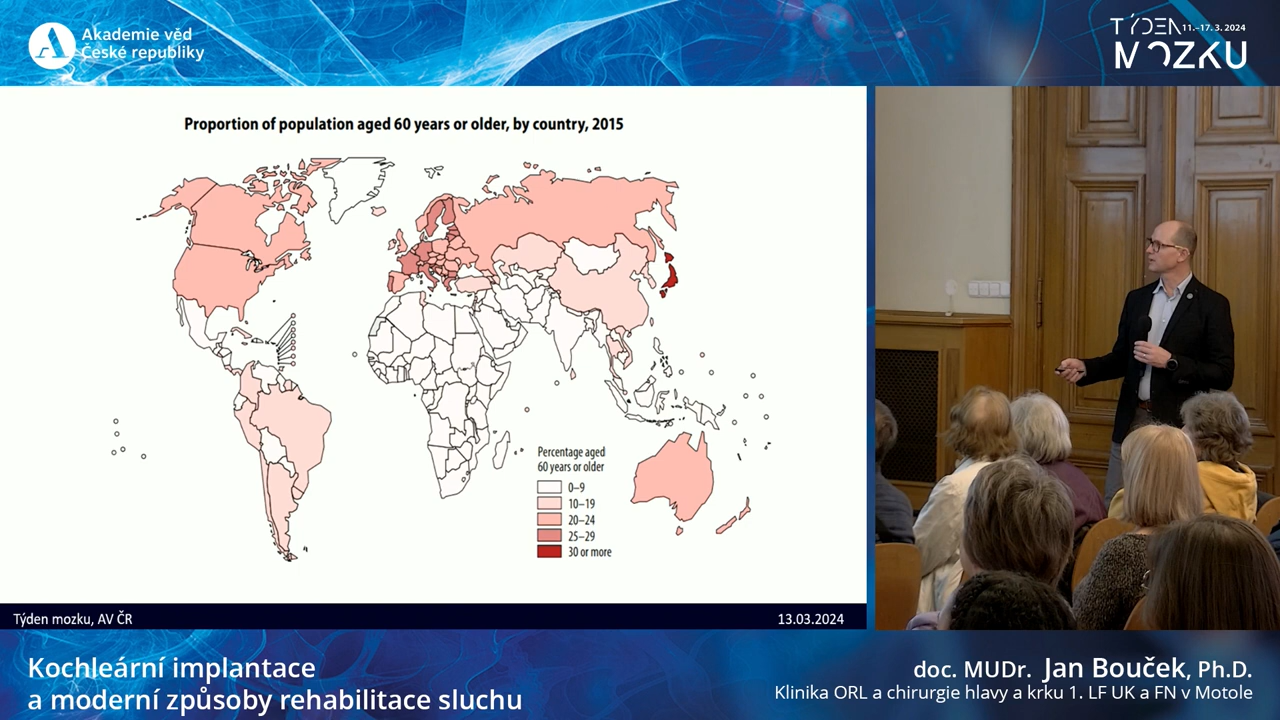 Akademie věd
České republiky
TÝDEN 11.–17. 3. 2024
MOZKU
Proportion of population aged 60 years or older, by country, 2015
Percentage aged
60 years or older
0–9
10–19
20–24
25–29
30 or more
Týden mozku, AV ČR
13.03.2024
Kochleární implantace
a moderní způsoby rehabilitace sluchu
doc. MUDr. Jan Bouček, Ph.D.
Klinika ORL a chirurgie hlavy a krku 1. LF UK a FN v Motole